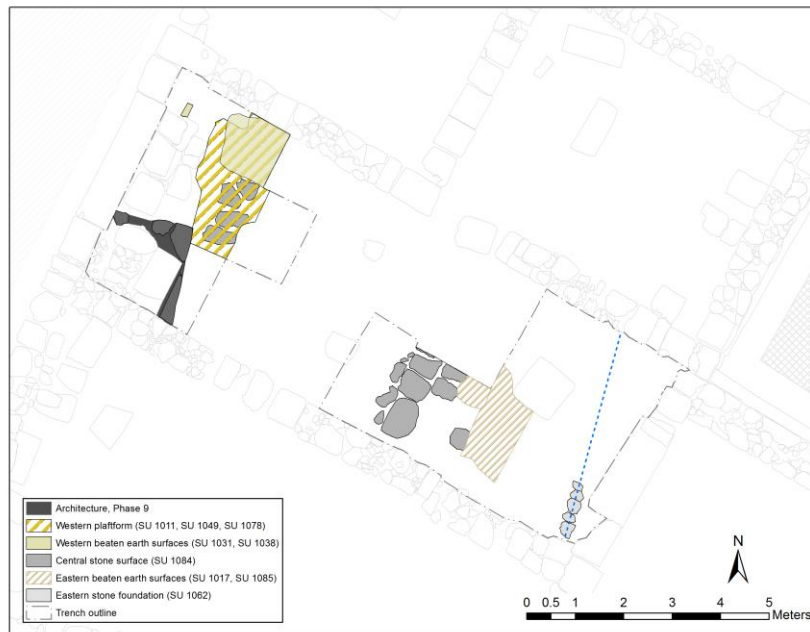 Architecture, Phase 9
Western plaftform (SU 1011, SU 1049, SU 1078)
Western beaten earth surfaces (SU 1031, SU 1038)
Central stone surface (SU 1084)
Eastern beaten earth surfaces (SU 1017, SU 1085)
Eastern stone foundation (SU 1062)
Trench outline
N
0 0.5 1 2 3 4 5
Meters